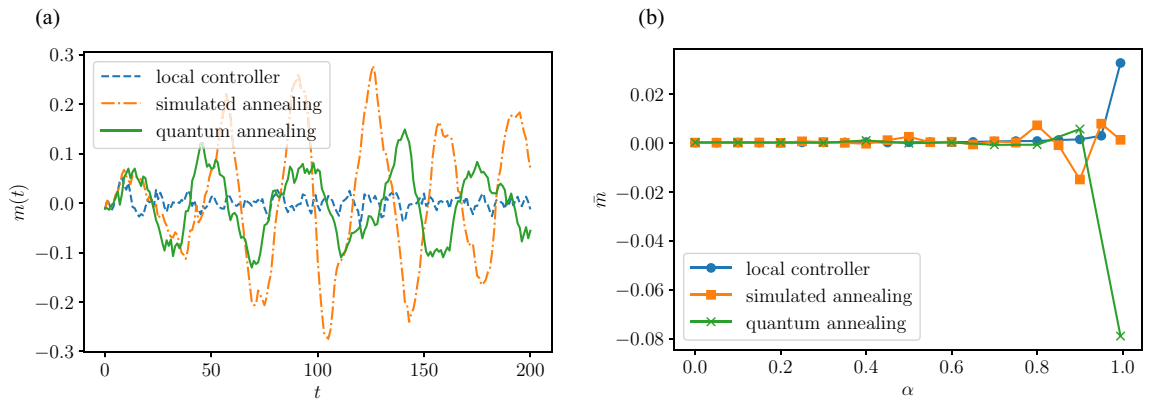 (a)
0.3
0.2
0.1
0.0
−0.1
−0.2
−0.3
m(t)
local controller
simulated annealing
quantum annealing
0 50 100 150 200
t
(b)
0.02
0.00
−0.02
−0.04
−0.06
−0.08
m̄
local controller
simulated annealing
quantum annealing
0.0 0.2 0.4 0.6 0.8 1.0
α